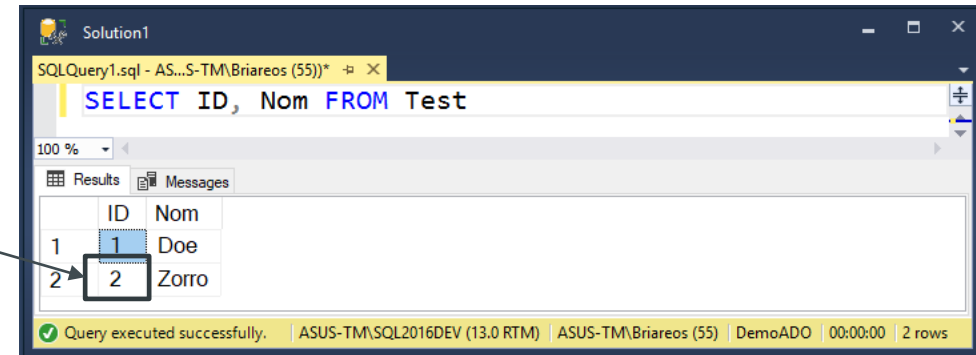 Solution1
SQLQuery1.sql - AS...S-TM\Briareos (55))*
SELECT ID, Nom FROM Test
100 %
Results Messages
ID Nom
1 1 Doe
2 2 Zorro
Query executed successfully. ASUS-TM\SQL2016DEV (13.0 RTM) ASUS-TM\Briareos (55) DemoADO 00:00:00 2 rows